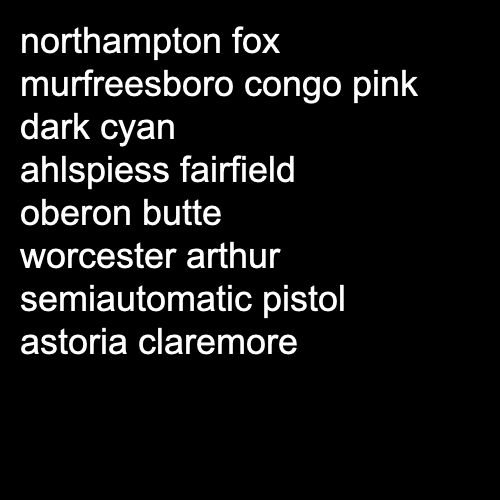 northampton fox
murfreesboro congo pink
dark cyan
ahlspiess fairfield
oberon butte
worcester arthur
semiautomatic pistol
astoria claremore